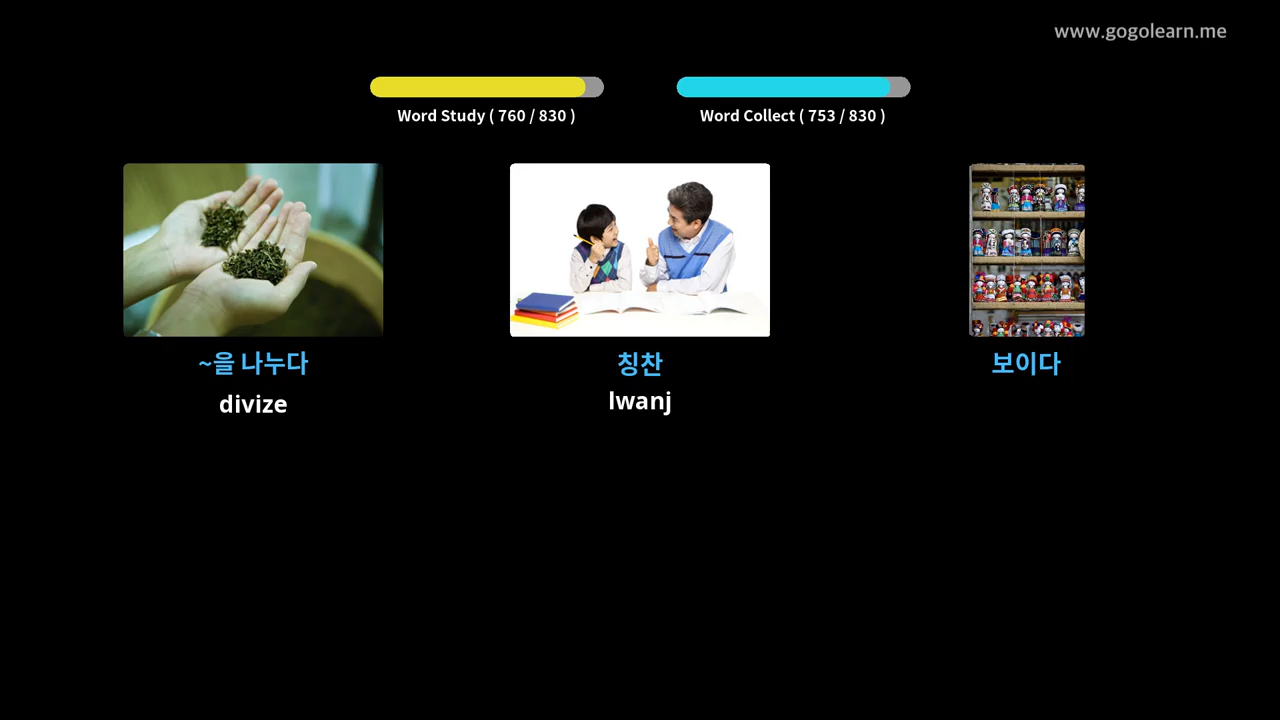 www.gogolearn.me
Word Study ( 760 / 830 )
Word Collect ( 753 / 830 )
~을 나누다
divize
칭찬
lwanj
보이다